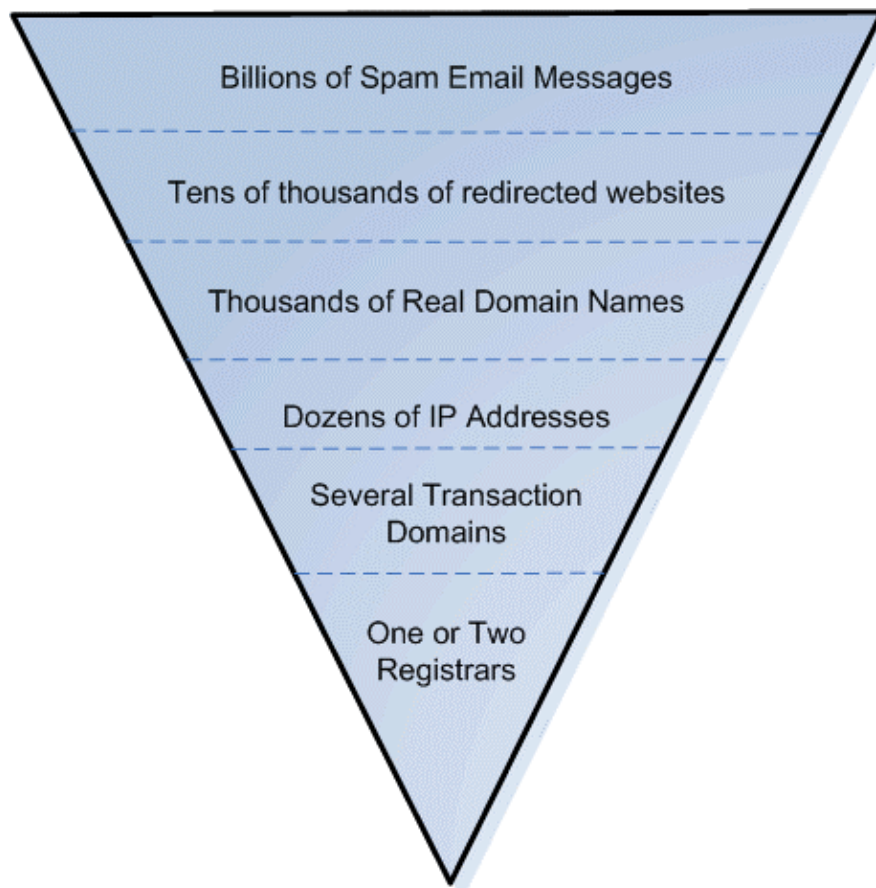 Billions of Spam Email Messages
Tens of thousands of redirected websites
Thousands of Real Domain Names
Dozens of IP Addresses
Several Transaction
Domains
One or Two
Registrars